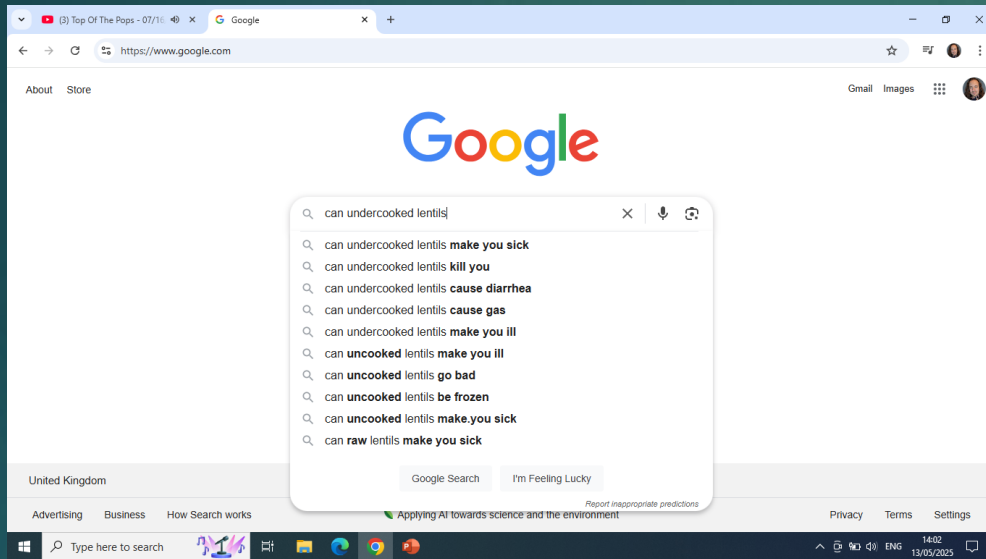 (3) Top Of The Pops - 07/16
Google
https://www.google.com
About Store
Gmail Images
Google
can undercooked lentils
can undercooked lentils make you sick
can undercooked lentils kill you
can undercooked lentils cause diarrhea
can undercooked lentils cause gas
can undercooked lentils make you ill
can uncooked lentils make you ill
can uncooked lentils go bad
can uncooked lentils be frozen
can uncooked lentils make.you sick
can raw lentils make you sick
Google Search I'm Feeling Lucky
Report inappropriate predictions
United Kingdom
Advertising Business How Search works Applying AI towards science and the environment Privacy Terms Settings
Type here to search
ENG
14:02
13/05/2025